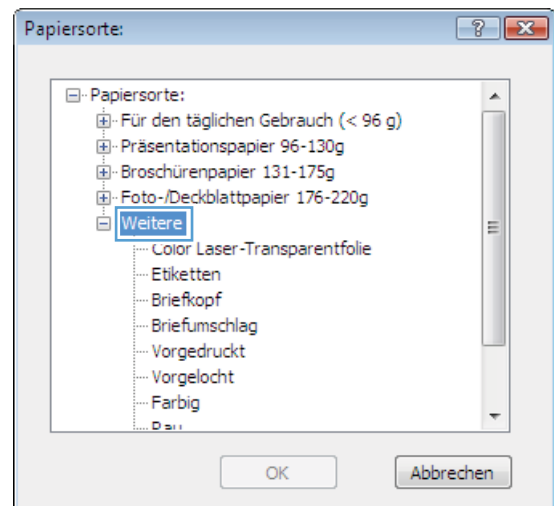 Papiersorte:
Papiersorte:
Für den täglichen Gebrauch (< 96 g)
Präsentationspapier 96-130g
Broschürenpapier 131-175g
Foto-/Deckblattpapier 176-220g
Weitere
Color Laser-Transparentfolie
Etiketten
Briefkopf
Briefumschlag
Vorgedruckt
Vorgelocht
Farbig
Rau
OK
Abbrechen